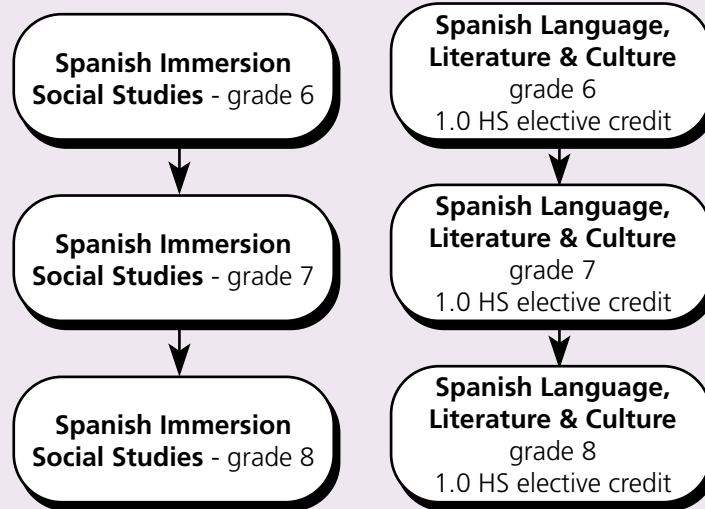 Spanish Immersion
Social Studies - grade 6
Spanish Immersion
Social Studies - grade 7
Spanish Immersion
Social Studies - grade 8
Spanish Language,
Literature & Culture
grade 6
1.0 HS elective credit
Spanish Language,
Literature & Culture
grade 7
1.0 HS elective credit
Spanish Language,
Literature & Culture
grade 8
1.0 HS elective credit